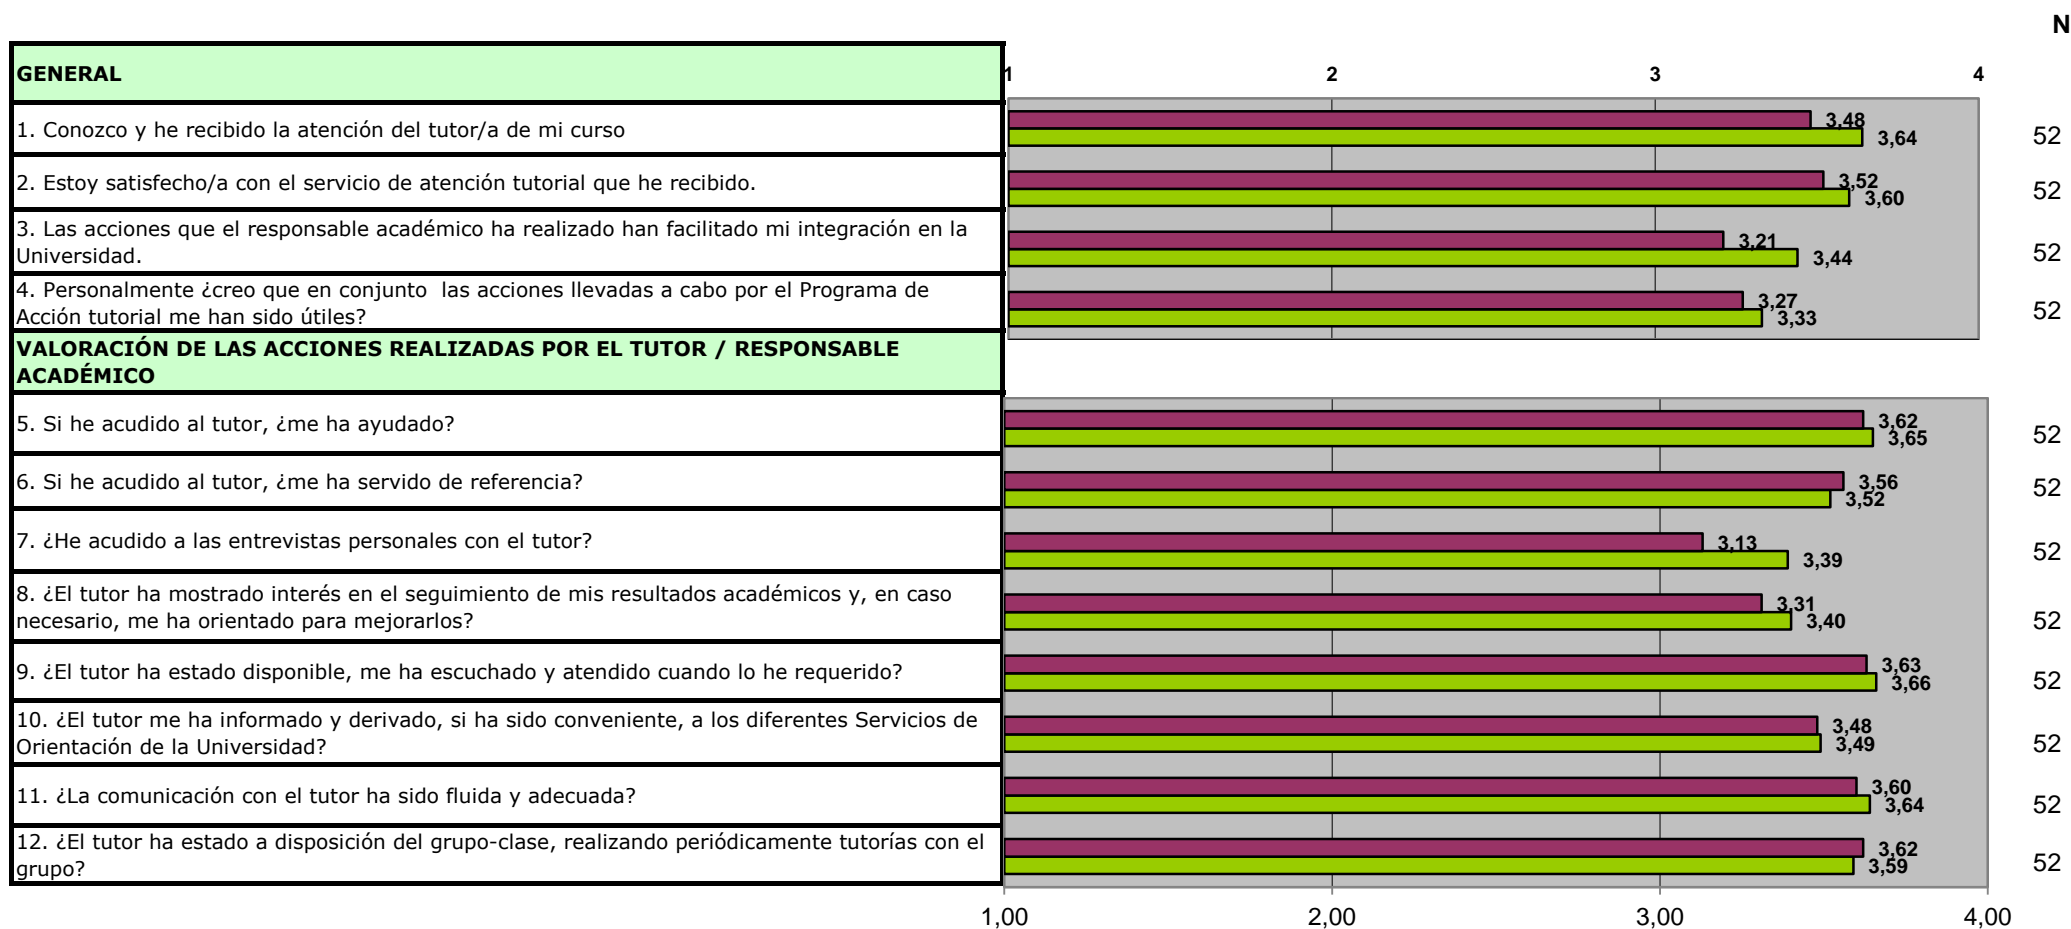 N
GENERAL
1 2 3 4
1. Conozco y he recibido la atención del tutor/a de mi curso
3,48
3,64
52
2. Estoy satisfecho/a con el servicio de atención tutorial que he recibido.
3,52
3,60
52
3. Las acciones que el responsable académico ha realizado han facilitado mi integración en la
Universidad.
3,21
3,44
52
4. Personalmente ¿creo que en conjunto  las acciones llevadas a cabo por el Programa de
Acción tutorial me han sido útiles?
3,27
3,33
52
VALORACIÓN DE LAS ACCIONES REALIZADAS POR EL TUTOR / RESPONSABLE
ACADÉMICO
5. Si he acudido al tutor, ¿me ha ayudado?
3,62
3,65
52
6. Si he acudido al tutor, ¿me ha servido de referencia?
3,56
3,52
52
7. ¿He acudido a las entrevistas personales con el tutor?
3,13
3,39
52
8. ¿El tutor ha mostrado interés en el seguimiento de mis resultados académicos y, en caso
necesario, me ha orientado para mejorarlos?
3,31
3,40
52
9. ¿El tutor ha estado disponible, me ha escuchado y atendido cuando lo he requerido?
3,63
3,66
52
10. ¿El tutor me ha informado y derivado, si ha sido conveniente, a los diferentes Servicios de
Orientación de la Universidad?
3,48
3,49
52
11. ¿La comunicación con el tutor ha sido fluida y adecuada?
3,60
3,64
52
12. ¿El tutor ha estado a disposición del grupo-clase, realizando periódicamente tutorías con el
grupo?
3,62
3,59
52
1,00 2,00 3,00 4,00